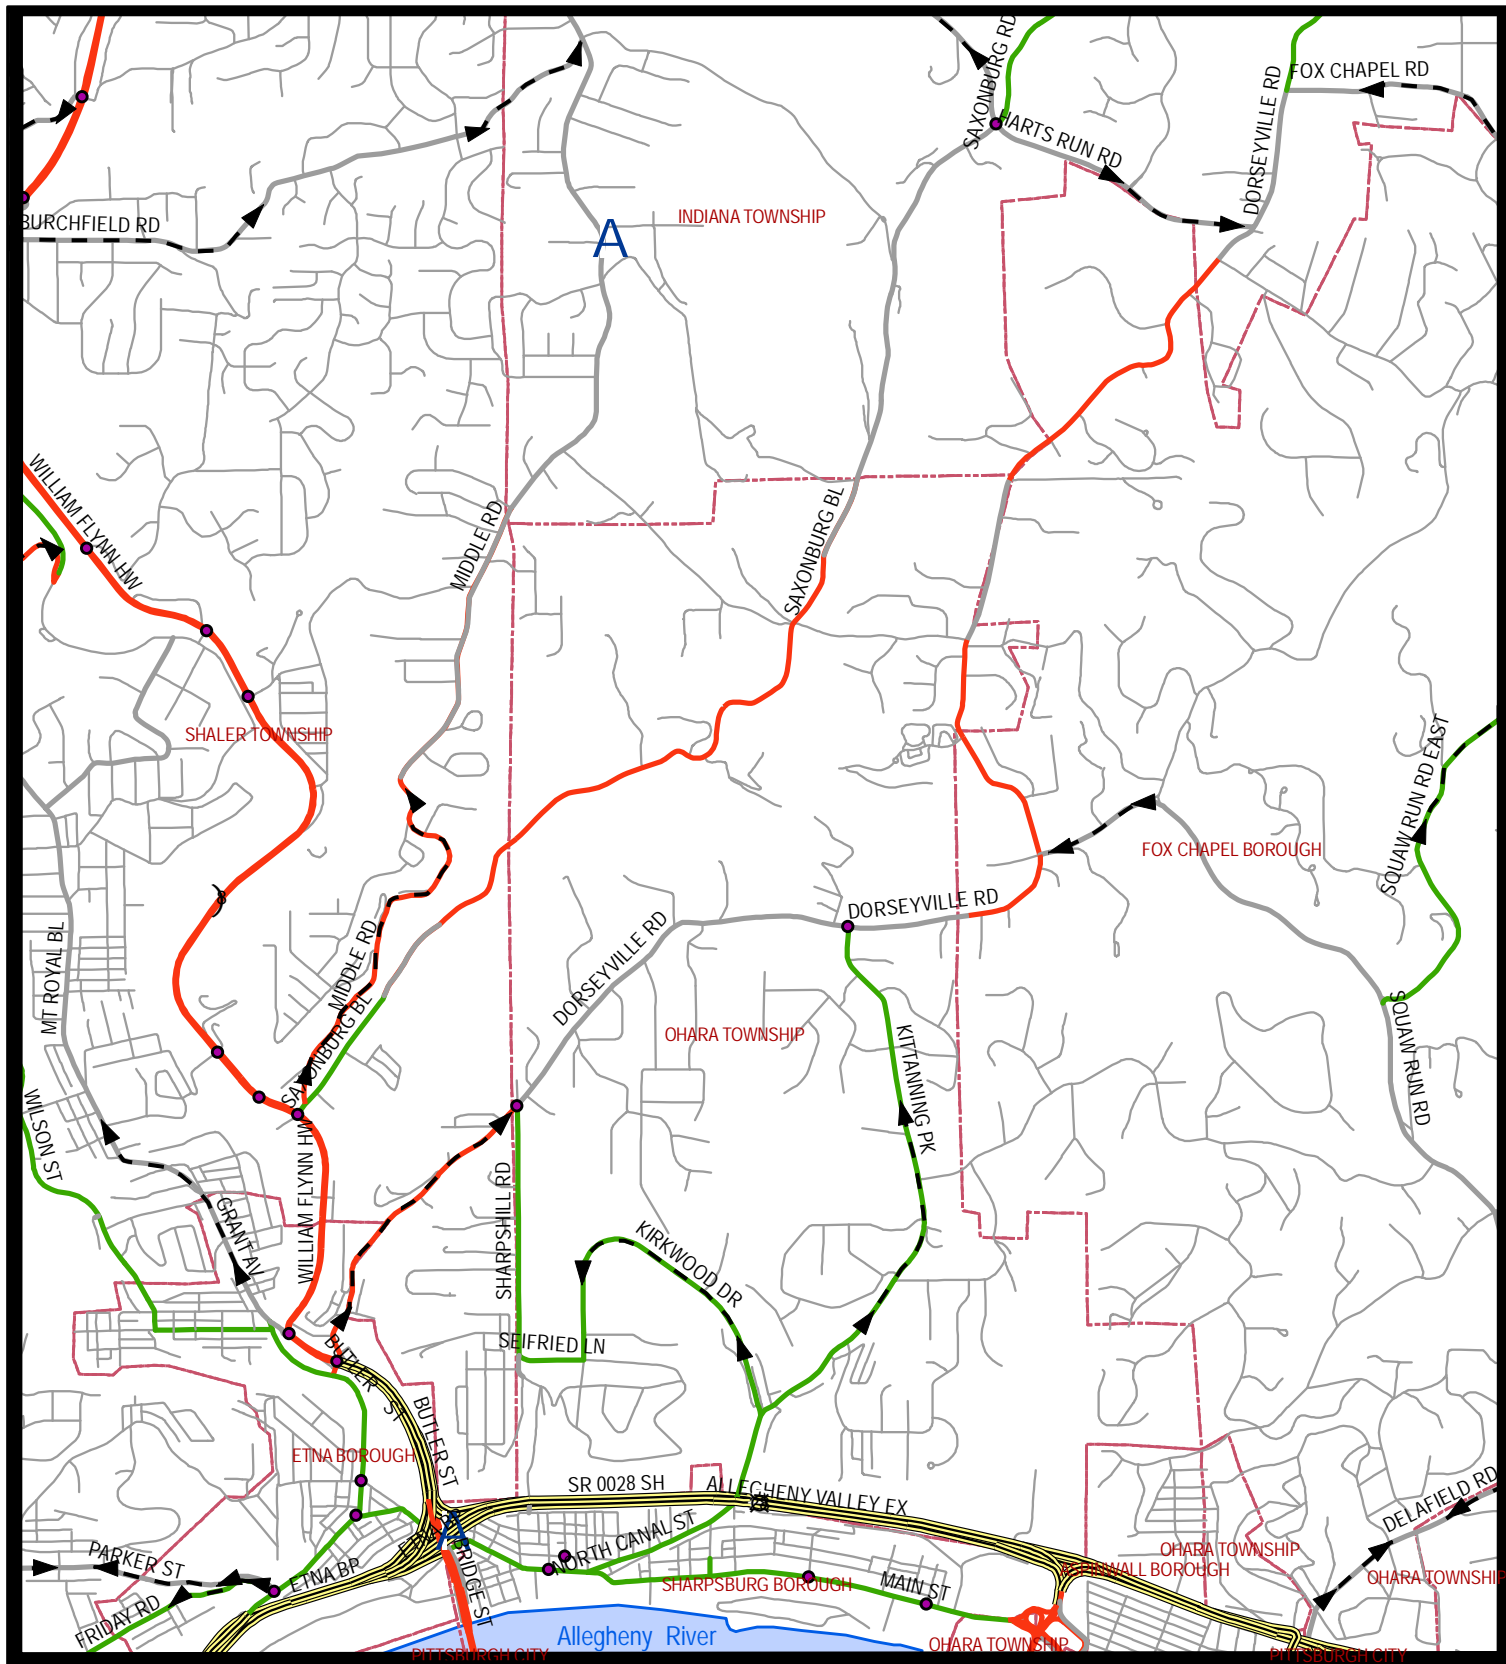 SAXONBURG RD
FOX CHAPEL RD
HARTS RUN RD
DORSEYVILLE RD
BURCHFIELD RD
INDIANA TOWNSHIP
A
WILLIAM FLYNN HW
MIDDLE RD
SAXONBURG BL
SHALER TOWNSHIP
SQUAW RUN RD EAST
FOX CHAPEL BOROUGH
8
DORSEYVILLE RD
DORSEYVILLE RD
MT ROYAL BL
MIDDLE RD
SAXONBURG BL
OHARA TOWNSHIP
KITTANNING PK
SQUAW RUN RD
WILSON ST
WILLIAM FLYNN HW
SHARPSHILL RD
GRANT AV
KIRKWOOD DR
SEIFRIED LN
BUTLER ST
BUTLER ST
ETNA BOROUGH
SR 0028 SH
ALLEGHENY VALLEY EX
DELAFIELD RD
A
NORTH CANAL ST
PARKER ST
ETNA BP
BRIDGE ST
OHARA TOWNSHIP
ASPINWALL BOROUGH
OHARA TOWNSHIP
SHARPSBURG BOROUGH
MAIN ST
FRIDAY RD
Allegheny River
OHARA TOWNSHIP
PITTSBURGH CITY
PITTSBURGH CITY